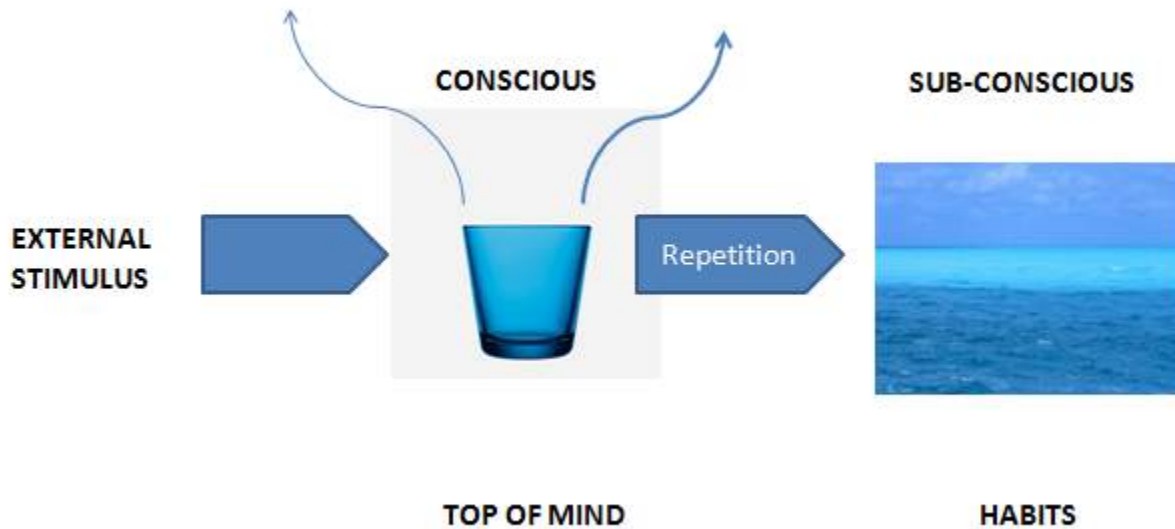 CONSCIOUS
SUB-CONSCIOUS
EXTERNAL
STIMULUS
Repetition
TOP OF MIND
HABITS